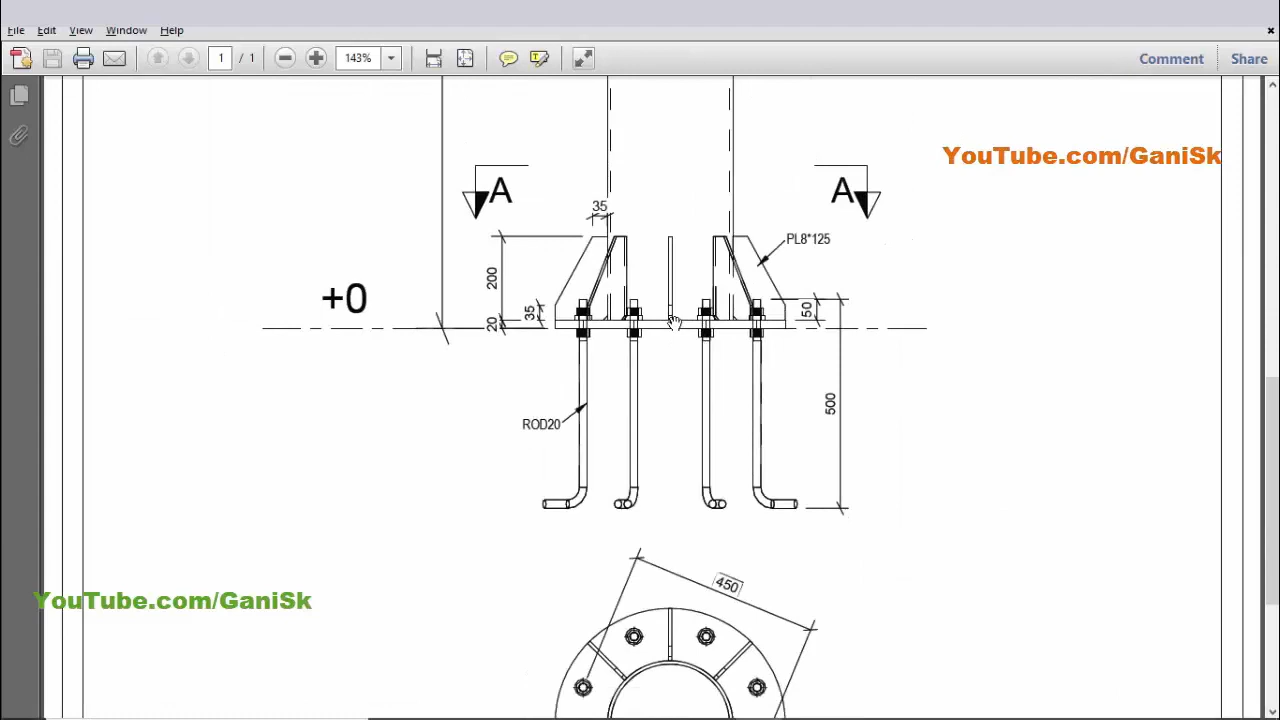 File Edit View Window Help
1 / 1 143% Comment Share
YouTube.com/GaniSk
A A
35
PL8*125
200
+0
35
50
20
500
ROD20
450
YouTube.com/GaniSk